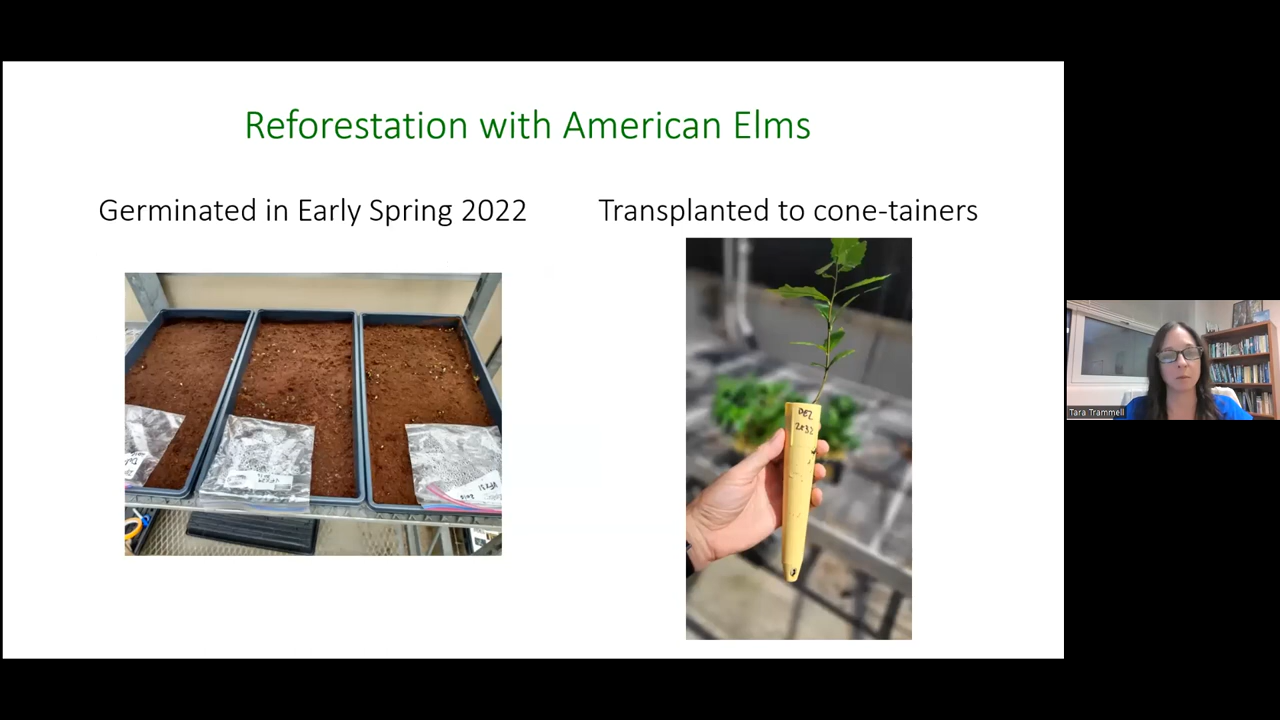 Reforestation with American Elms
Germinated in Early Spring 2022
Transplanted to cone-tainers
Tara Trammell